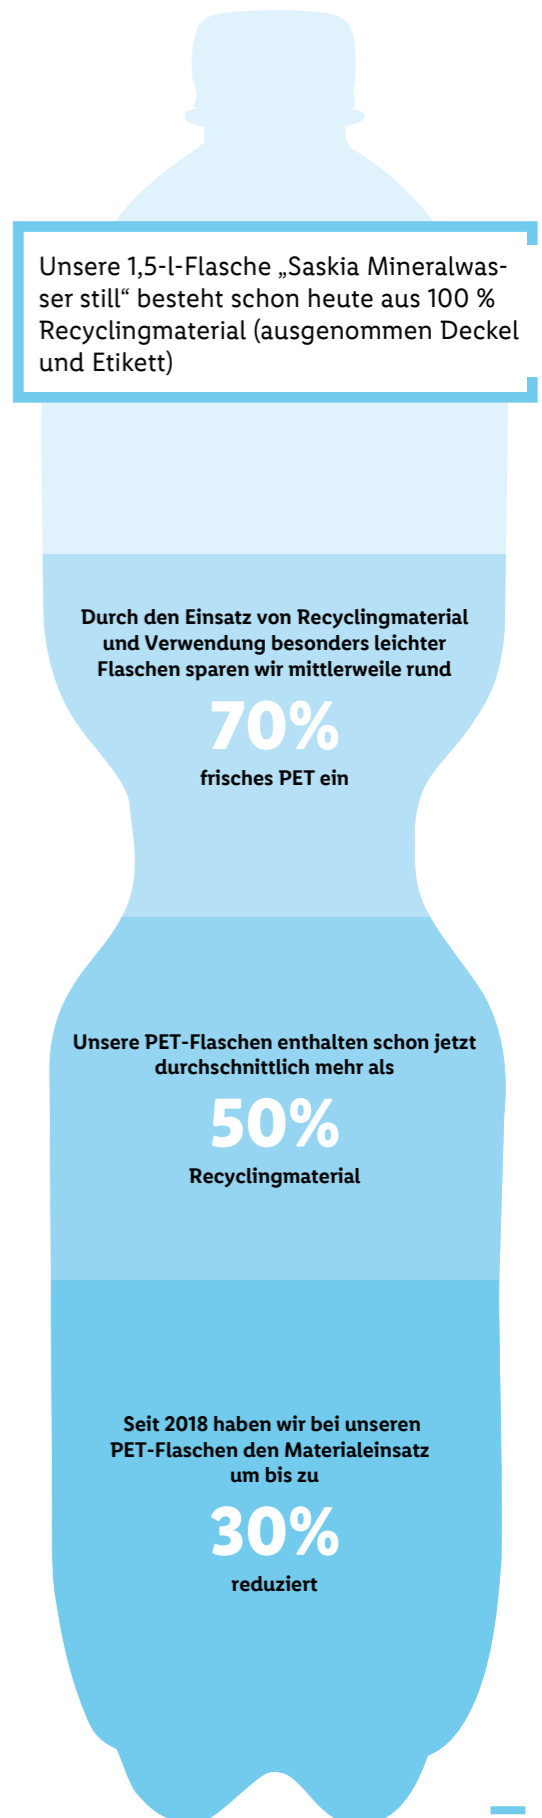 Unsere 1,5-l-Flasche „Saskia Mineralwas-
ser still“ besteht schon heute aus 100 %
Recyclingmaterial (ausgenommen Deckel
und Etikett)
Durch den Einsatz von Recyclingmaterial
und Verwendung besonders leichter
Flaschen sparen wir mittlerweile rund
70%
frisches PET ein
Unsere PET-Flaschen enthalten schon jetzt
durchschnittlich mehr als
50%
Recyclingmaterial
Seit 2018 haben wir bei unseren
PET-Flaschen den Materialeinsatz
um bis zu
30%
reduziert